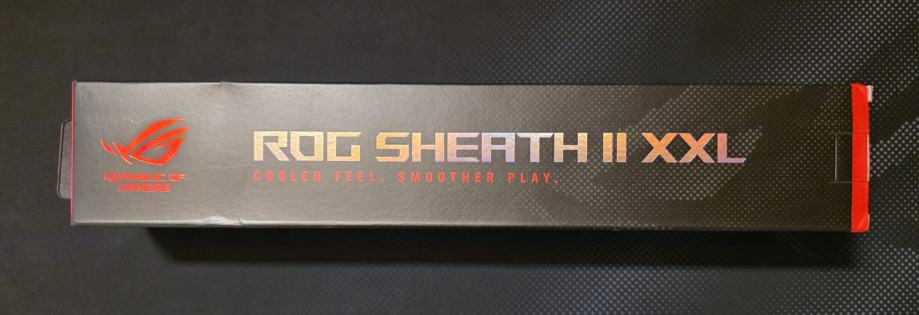 REPUBLIC OF
GAMERS
ROG SHEATH II XXL
COOLER FEEL. SMOOTHER PLAY.